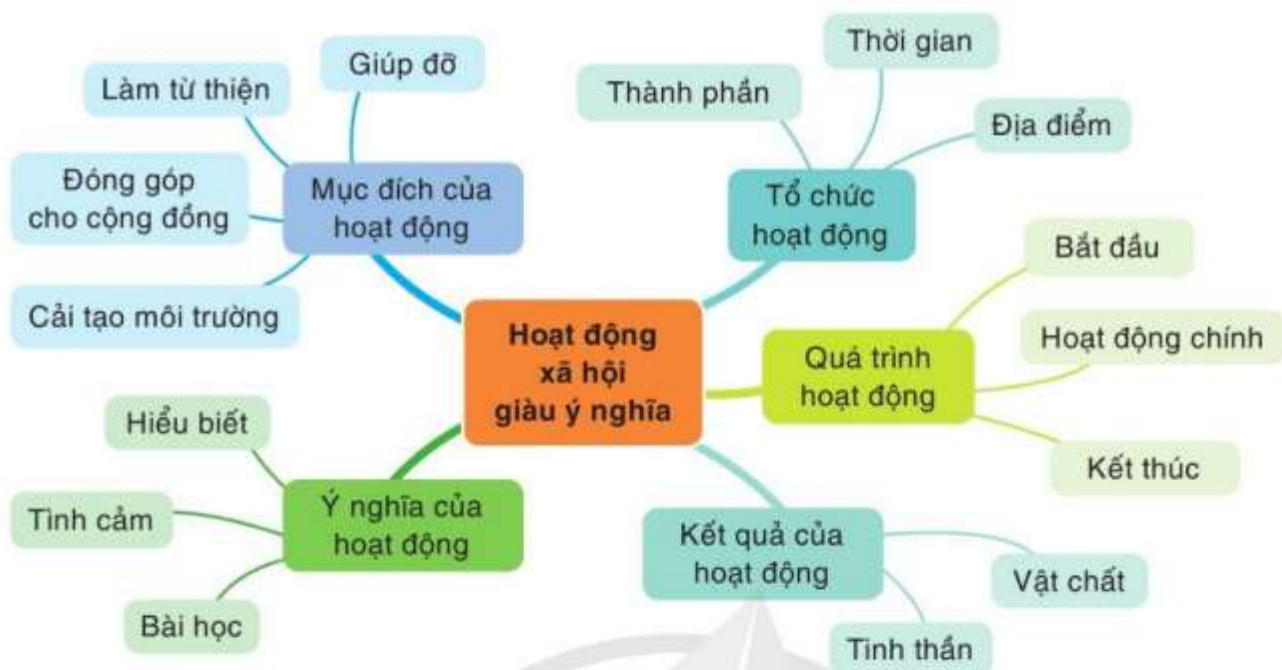 Giúp đỡ
Làm từ thiện
Đóng góp
cho cộng đồng
Cải tạo môi trường
Mục đích của
hoạt động
Thời gian
Thành phần
Địa điểm
Tổ chức
hoạt động
Hoạt động
xã hội
giàu ý nghĩa
Bắt đầu
Hoạt động chính
Kết thúc
Quá trình
hoạt động
Hiểu biết
Tình cảm
Bài học
Ý nghĩa của
hoạt động
Kết quả của
hoạt động
Vật chất
Tinh thần